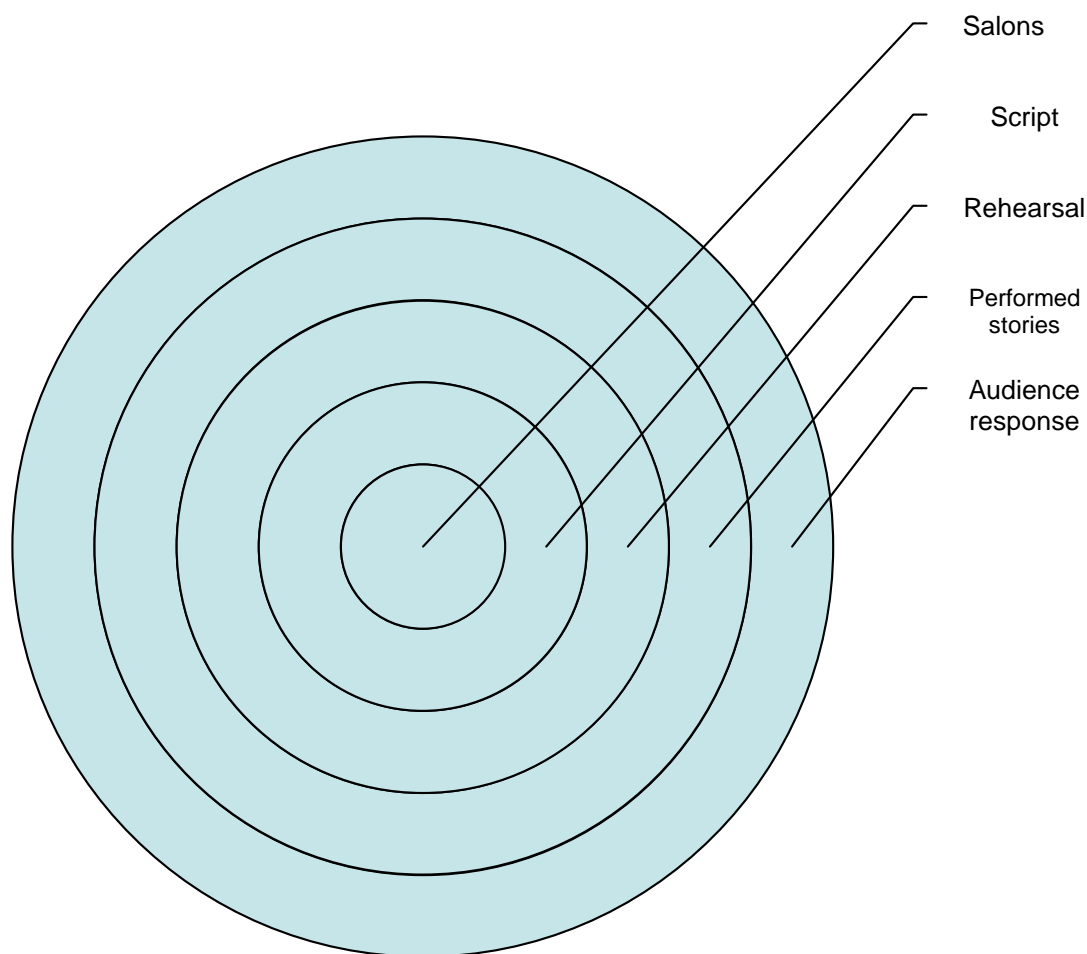 Salons
Script
Rehearsal
Performed
stories
Audience
response